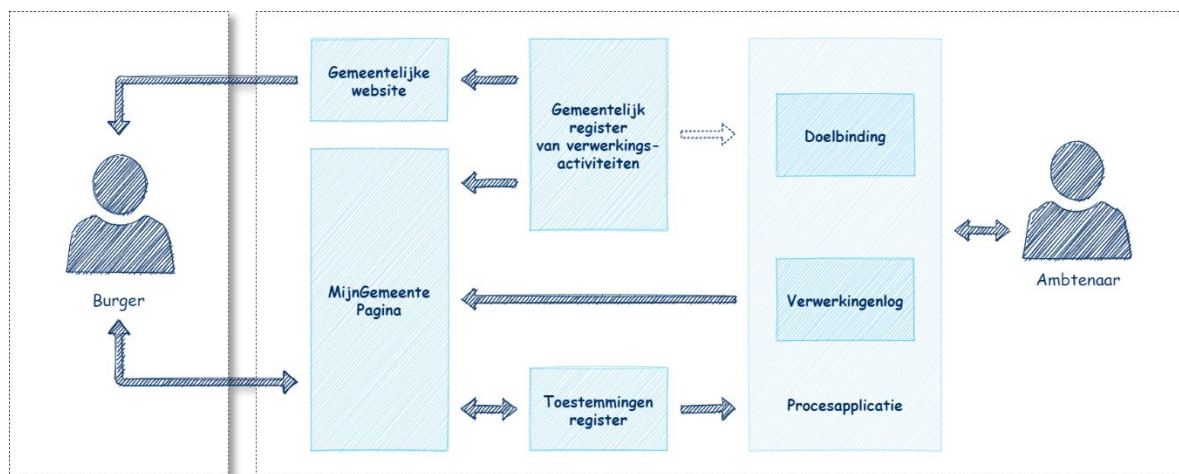 Gemeentelijke
website
Gemeentelijk
register
van verwerkings-
activiteiten
Doelbinding
Burger
MijnGemeente
Pagina
Verwerkingenlog
Ambtenaar
Toestemmingen
register
Procesapplicatie